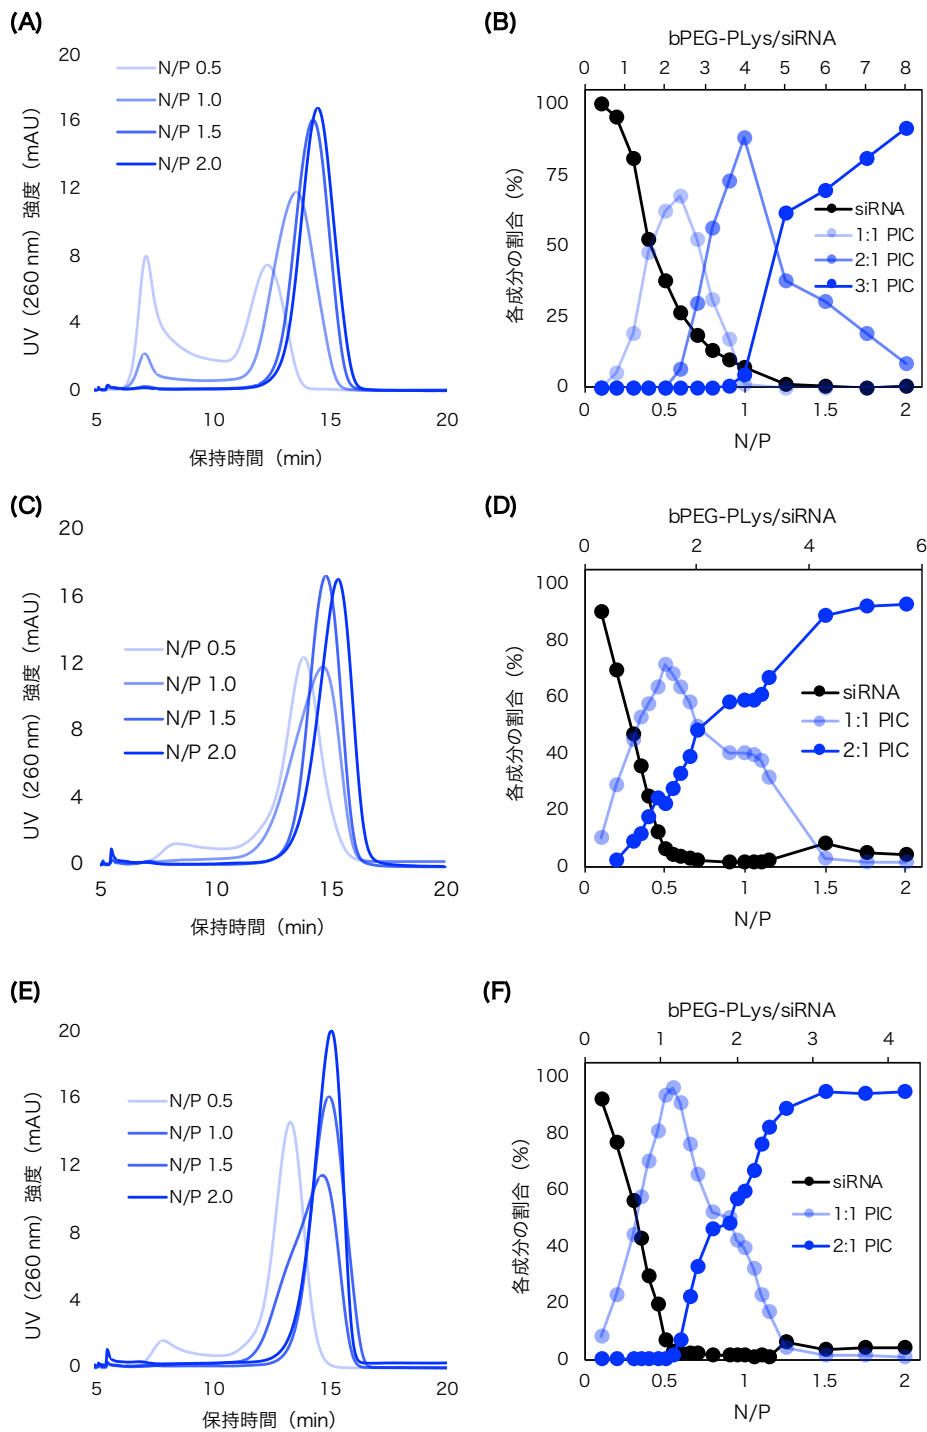 (A)
20
16
12
8
4
0
UV（260 nm）強度（mAU）
N/P 0.5
N/P 1.0
N/P 1.5
N/P 2.0
5
10
15
20
保持時間（min）
(B)
bPEG-PLys/siRNA
0 1 2 3 4 5 6 7 8
100
75
50
25
0
各成分の割合（%）
siRNA
1:1 PIC
2:1 PIC
3:1 PIC
0 0.5 1 1.5 2
N/P
(C)
20
16
12
8
4
0
UV（260 nm）強度（mAU）
N/P 0.5
N/P 1.0
N/P 1.5
N/P 2.0
5
10
15
20
保持時間（min）
(D)
bPEG-PLys/siRNA
0 2 4 6
100
80
60
40
20
0
各成分の割合（%）
siRNA
1:1 PIC
2:1 PIC
0 0.5 1 1.5 2
N/P
(E)
20
16
12
8
4
0
UV（260 nm）強度（mAU）
N/P 0.5
N/P 1.0
N/P 1.5
N/P 2.0
5
10
15
20
保持時間（min）
(F)
bPEG-PLys/siRNA
0 1 2 3 4
100
80
60
40
20
0
各成分の割合（%）
siRNA
1:1 PIC
2:1 PIC
0 0.5 1 1.5 2
N/P